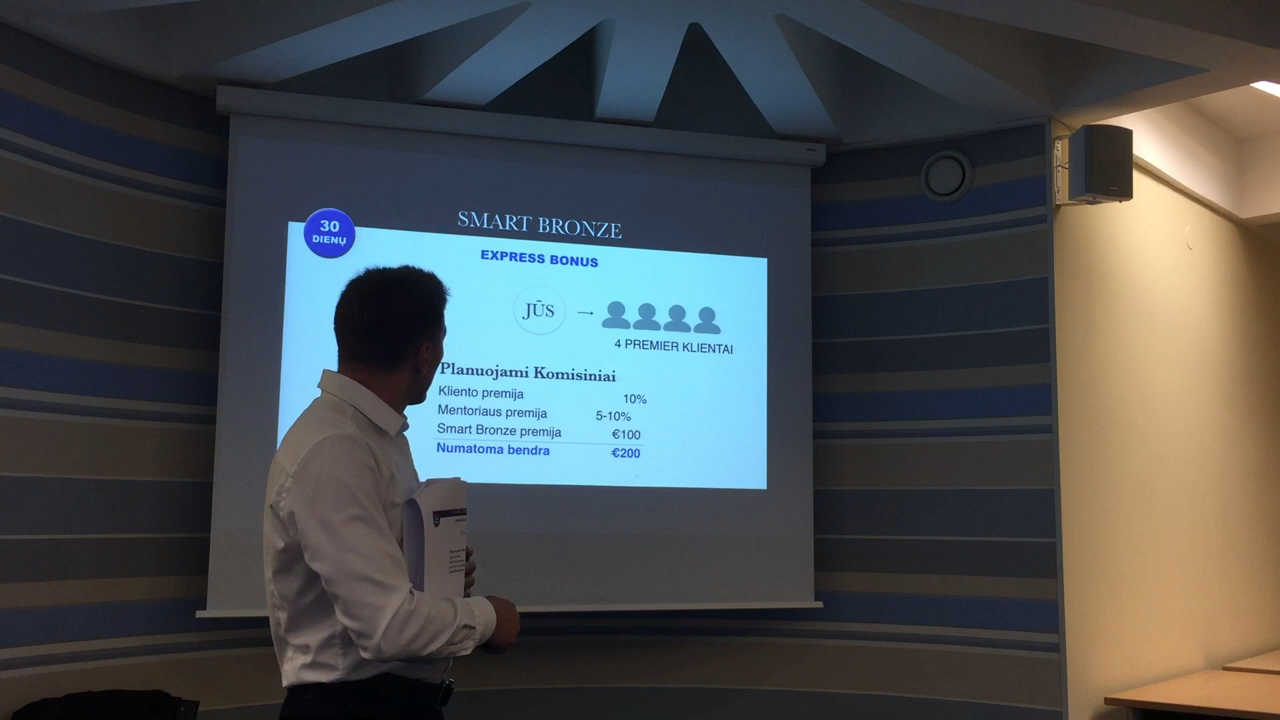 30
DIENŲ
SMART BRONZE
EXPRESS BONUS
JŪS →
4 PREMIER KLIENTAI
Planuojami Komisiniai
Kliento premija 10%
Mentoriaus premija 5-10%
Smart Bronze premija €100
Numatoma bendra €200